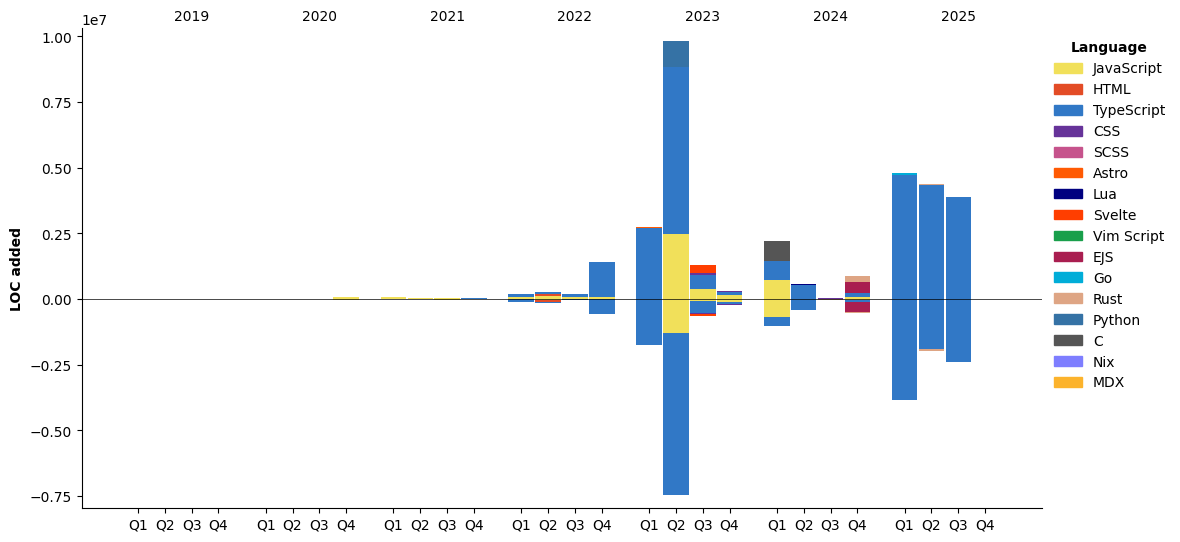 1e7
2019 2020 2021 2022 2023 2024 2025
1.00
0.75
0.50
0.25
0.00
−0.25
−0.50
−0.75
LOC added
Q1 Q2 Q3 Q4 Q1 Q2 Q3 Q4 Q1 Q2 Q3 Q4 Q1 Q2 Q3 Q4 Q1 Q2 Q3 Q4 Q1 Q2 Q3 Q4 Q1 Q2 Q3 Q4
Language
JavaScript
HTML
TypeScript
CSS
SCSS
Astro
Lua
Svelte
Vim Script
EJS
Go
Rust
Python
C
Nix
MDX